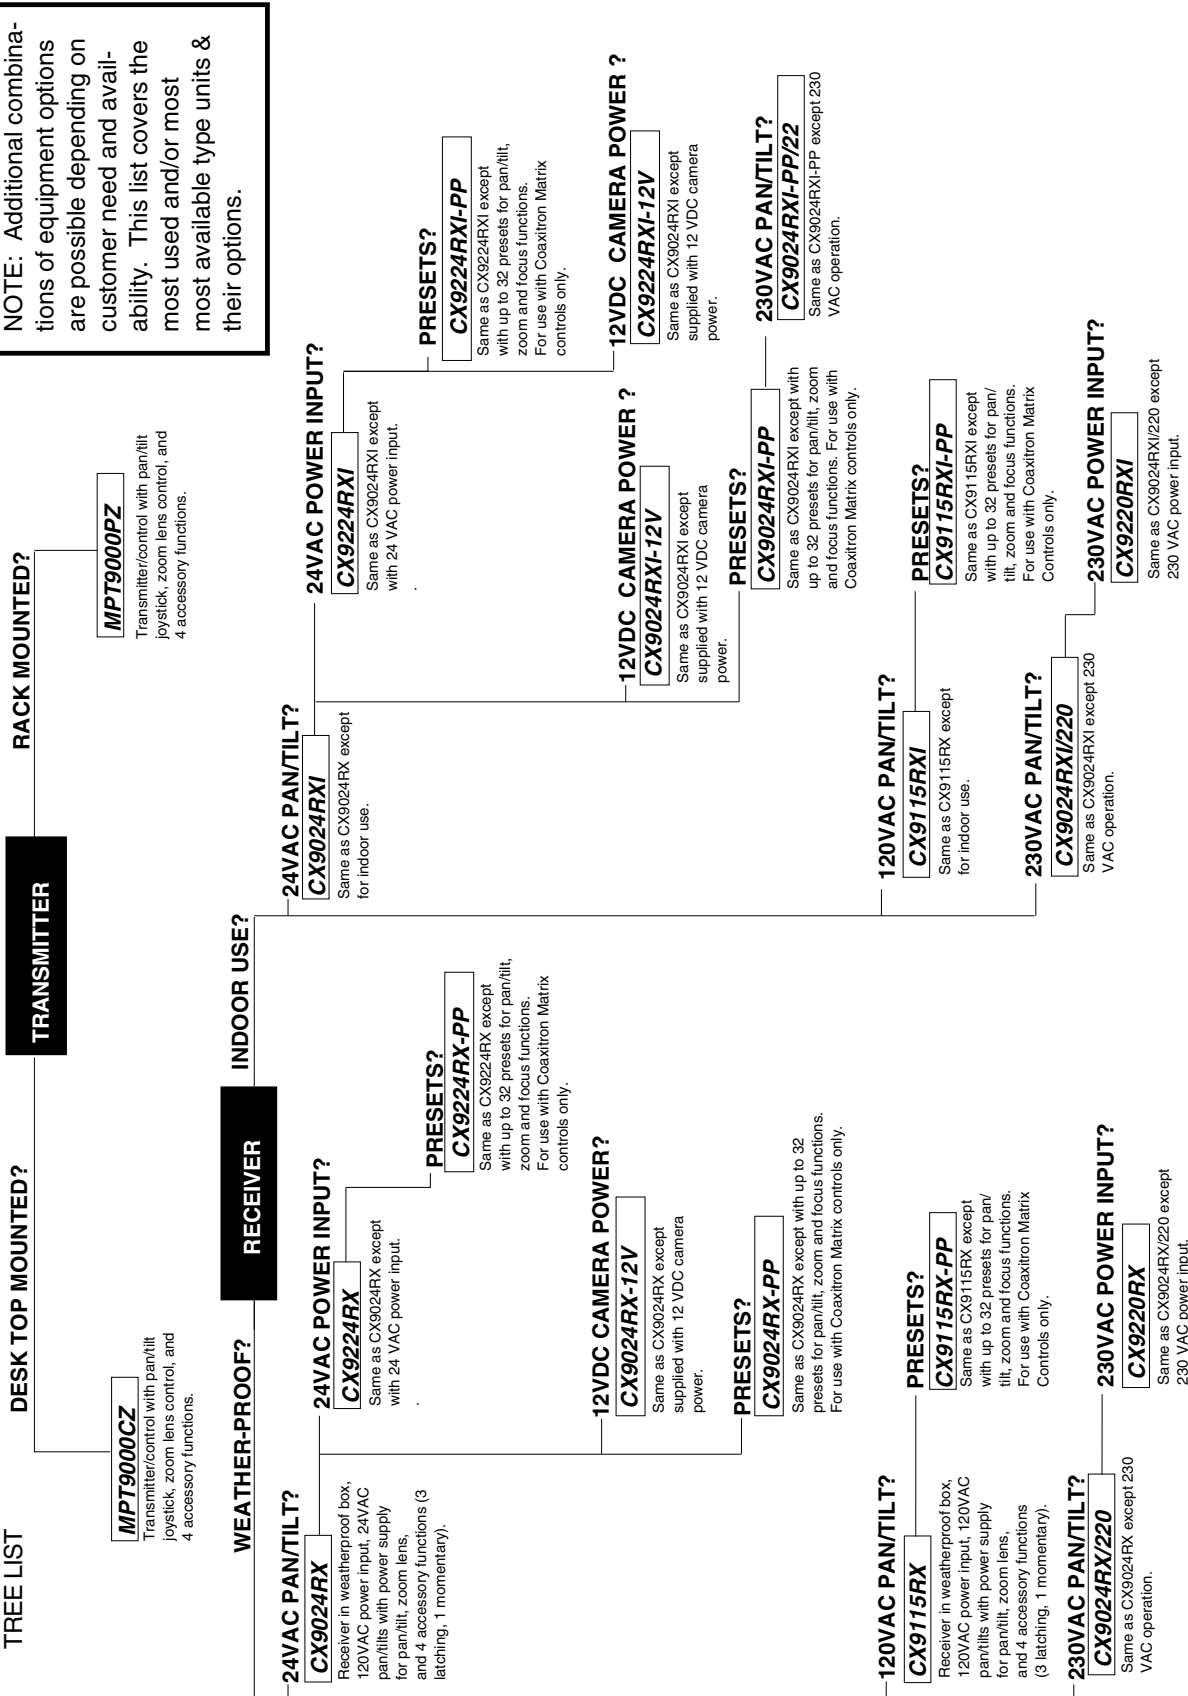 TREE LIST
NOTE: Additional combina-
tions of equipment options
are possible depending on
customer need and avail-
ability. This list covers the
most used and/or most
most available type units &
their options.
TRANSMITTER
DESK TOP MOUNTED?
MPT9000CZ
Transmitter/control with pan/tilt
joystick, zoom lens control, and
4 accessory functions.
RACK MOUNTED?
MPT9000PZ
Transmitter/control with pan/tilt
joystick, zoom lens control, and
4 accessory functions.
RECEIVER
WEATHER-PROOF?
24VAC PAN/TILT?
CX9024RX
Receiver in weatherproof box,
120VAC power input, 24VAC
pan/tilts with power supply
for pan/tilt, zoom lens,
and 4 accessory functions (3
latching, 1 momentary).
24VAC POWER INPUT?
CX9224RX
Same as CX9024RX except
with 24 VAC power input.
.
PRESETS?
CX9224RX-PP
Same as CX9224RX except
with up to 32 presets for pan/tilt,
zoom and focus functions.
For use with Coaxitron Matrix
controls only.
12VDC CAMERA POWER?
CX9024RX-12V
Same as CX9024RX except
supplied with 12 VDC camera
power.
PRESETS?
CX9024RX-PP
Same as CX9024RX except with up to 32
presets for pan/tilt, zoom and focus functions.
For use with Coaxitron Matrix controls only.
120VAC PAN/TILT?
CX9115RX
Receiver in weatherproof box,
120VAC power input, 120VAC
pan/tilts with power supply
for pan/tilt, zoom lens,
and 4 accessory functions
(3 latching, 1 momentary).
PRESETS?
CX9115RX-PP
Same as CX9115RX except
with up to 32 presets for pan/
tilt, zoom and focus functions.
For use with Coaxitron Matrix
Controls only.
230VAC PAN/TILT?
CX9024RX/220
Same as CX9024RX except 230
VAC operation.
230VAC POWER INPUT?
CX9220RX
Same as CX9024RX/220 except
230 VAC power input.
INDOOR USE?
24VAC PAN/TILT?
CX9024RXI
Same as CX9024RX except
for indoor use.
24VAC POWER INPUT?
CX9224RXI
Same as CX9024RXI except
with 24 VAC power input.
.
PRESETS?
CX9224RXI-PP
Same as CX9224RXI except
with up to 32 presets for pan/tilt,
zoom and focus functions.
For use with Coaxitron Matrix
controls only.
12VDC CAMERA POWER ?
CX9224RXI-12V
Same as CX9024RXI except
supplied with 12 VDC camera
power.
12VDC CAMERA POWER ?
CX9024RXI-12V
Same as CX9024RXI except
supplied with 12 VDC camera
power.
PRESETS?
CX9024RXI-PP
Same as CX9024RXI except with
up to 32 presets for pan/tilt, zoom
and focus functions. For use with
Coaxitron Matrix controls only.
230VAC PAN/TILT?
CX9024RXI-PP/22
Same as CX9024RXI-PP except 230
VAC operation.
120VAC PAN/TILT?
CX9115RXI
Same as CX9115RX except
for indoor use.
PRESETS?
CX9115RXI-PP
Same as CX9115RXI except
with up to 32 presets for pan/
tilt, zoom and focus functions.
For use with Coaxitron Matrix
Controls only.
230VAC PAN/TILT?
CX9024RXI/220
Same as CX9024RXI except 230
VAC operation.
230VAC POWER INPUT?
CX9220RXI
Same as CX9024RXI/220 except
230 VAC power input.